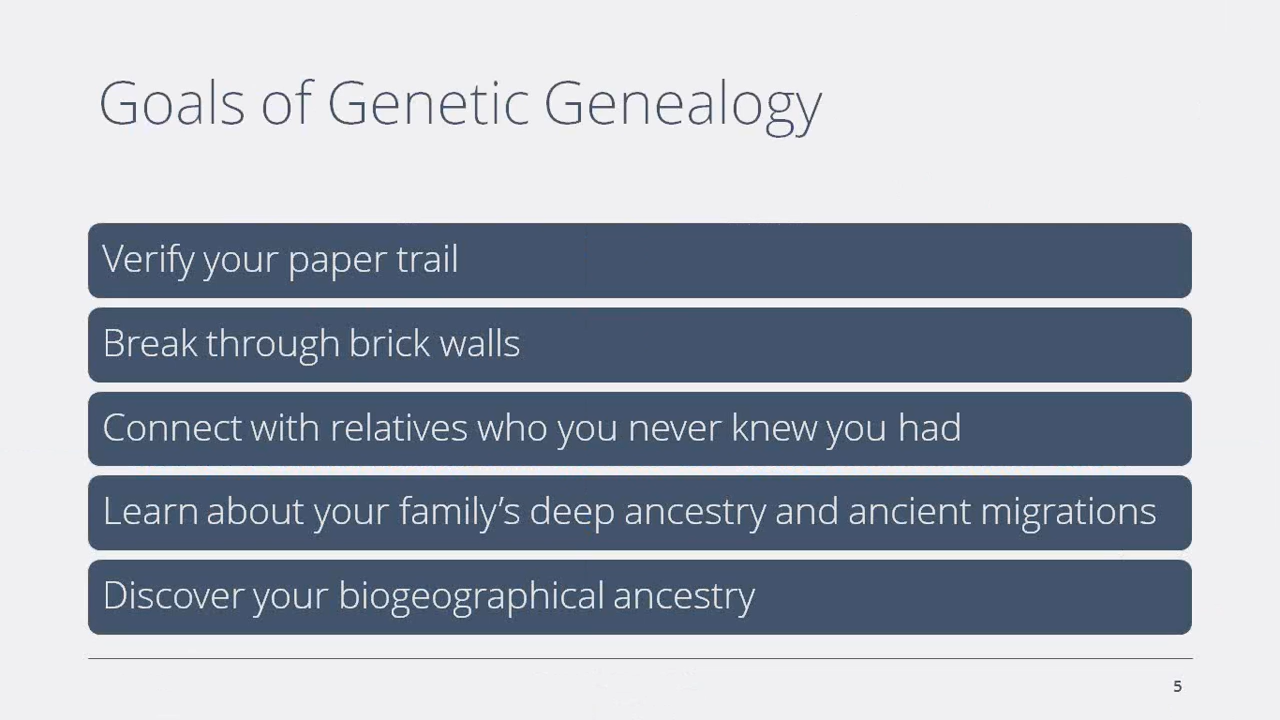 Goals of Genetic Genealogy
Verify your paper trail
Break through brick walls
Connect with relatives who you never knew you had
Learn about your family’s deep ancestry and ancient migrations
Discover your biogeographical ancestry
5